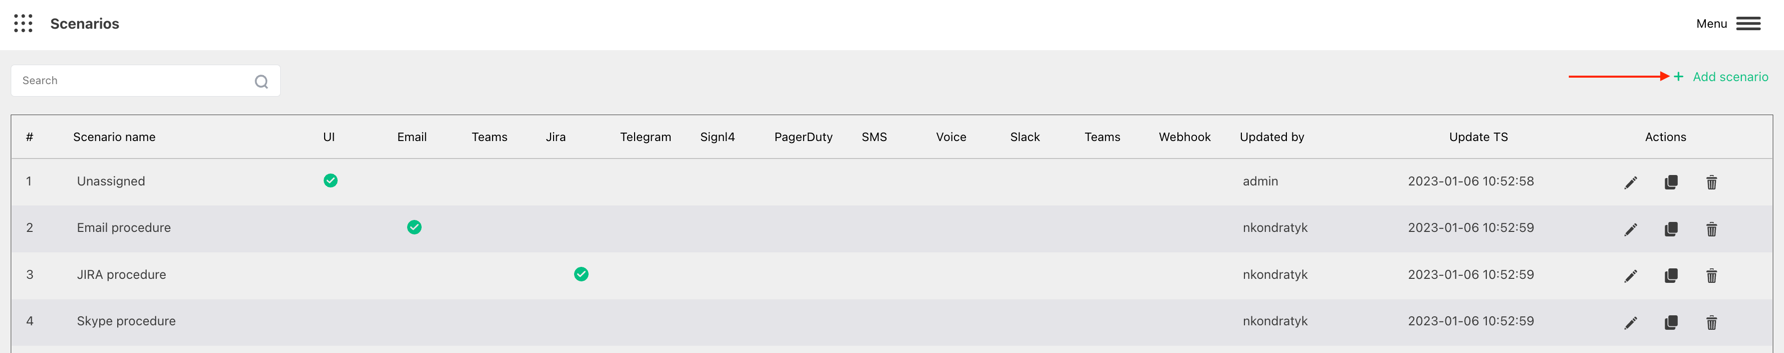 Scenarios
Menu
Search
+ Add scenario
# Scenario name UI Email Teams Jira Telegram Signl4 PagerDuty SMS Voice Slack Teams Webhook Updated by Update TS Actions
1 Unassigned admin 2023-01-06 10:52:58
2 Email procedure nkondratyk 2023-01-06 10:52:59
3 JIRA procedure nkondratyk 2023-01-06 10:52:59
4 Skype procedure nkondratyk 2023-01-06 10:52:59